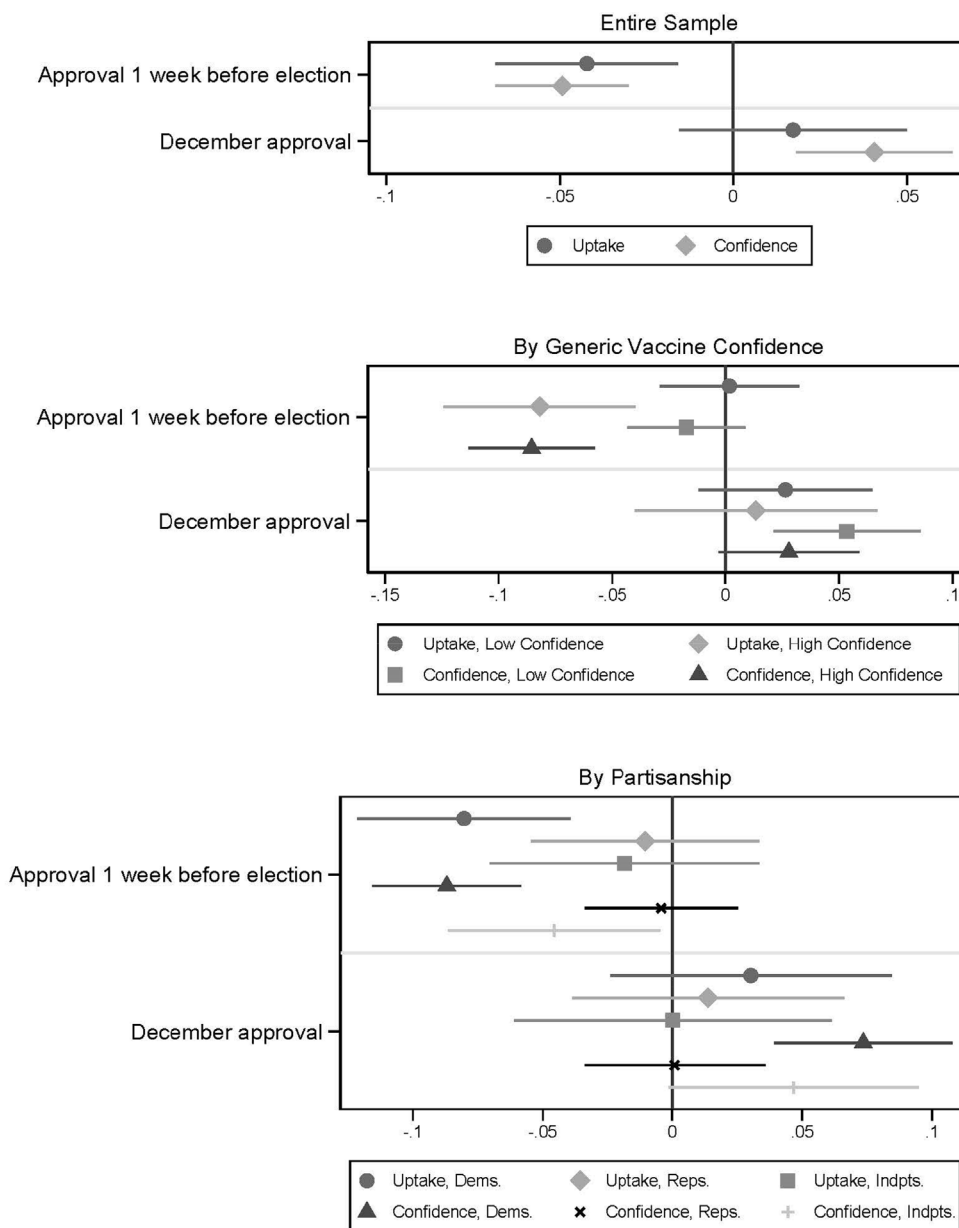 Entire Sample
Approval 1 week before election
December approval
-.1 -.05 0 .05
Uptake Confidence
By Generic Vaccine Confidence
Approval 1 week before election
December approval
-.15 -.1 -.05 0 .05 .1
Uptake, Low Confidence Uptake, High Confidence
Confidence, Low Confidence Confidence, High Confidence
By Partisanship
Approval 1 week before election
December approval
-.1 -.05 0 .05 .1
Uptake, Dems. Uptake, Reps. Uptake, Indpts.
Confidence, Dems. Confidence, Reps. Confidence, Indpts.